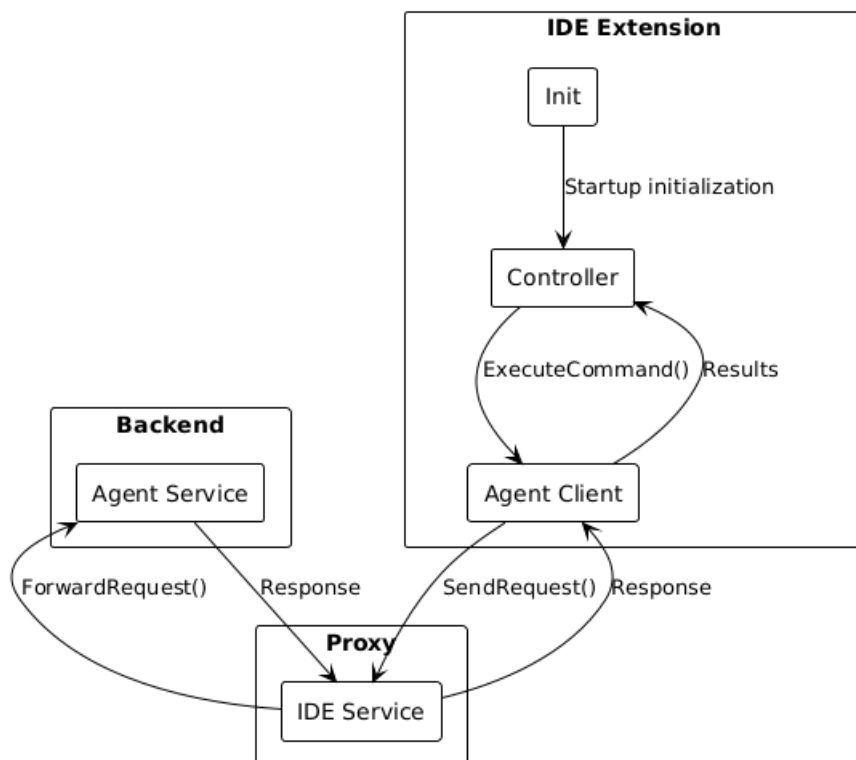 IDE Extension
Init
Startup initialization
Controller
ExecuteCommand()
Results
Backend
Agent Service
Agent Client
ForwardRequest()
Response
SendRequest()
Response
Proxy
IDE Service